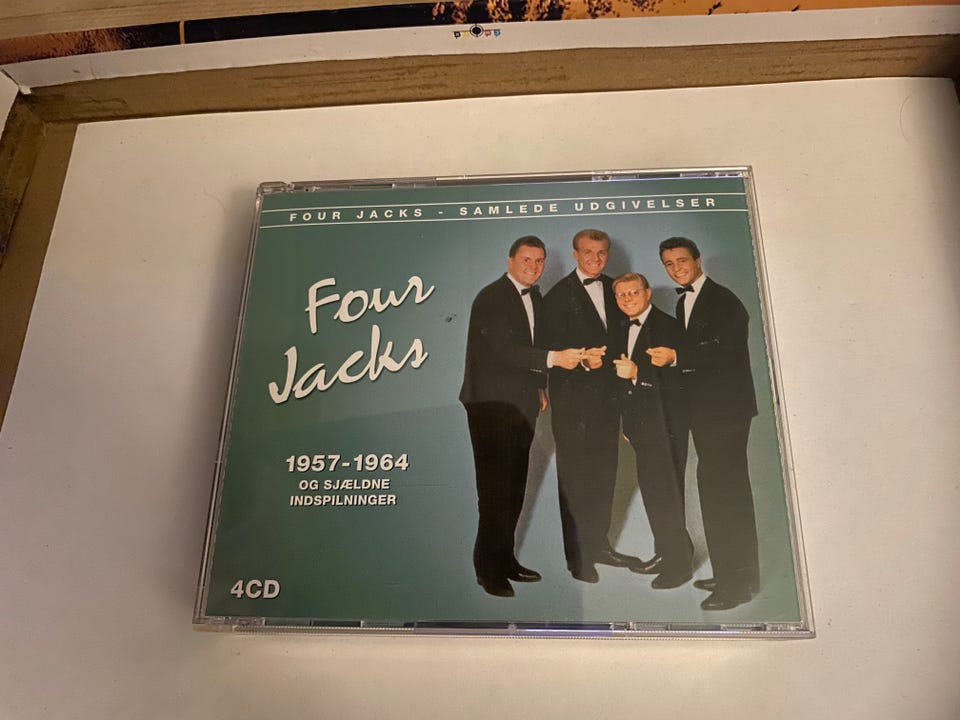 FOUR JACKS - SAMLEDE UDGIVELSER
Four
Jacks
1957-1964
OG SJÆLDNE
INDSPILNINGER
4CD